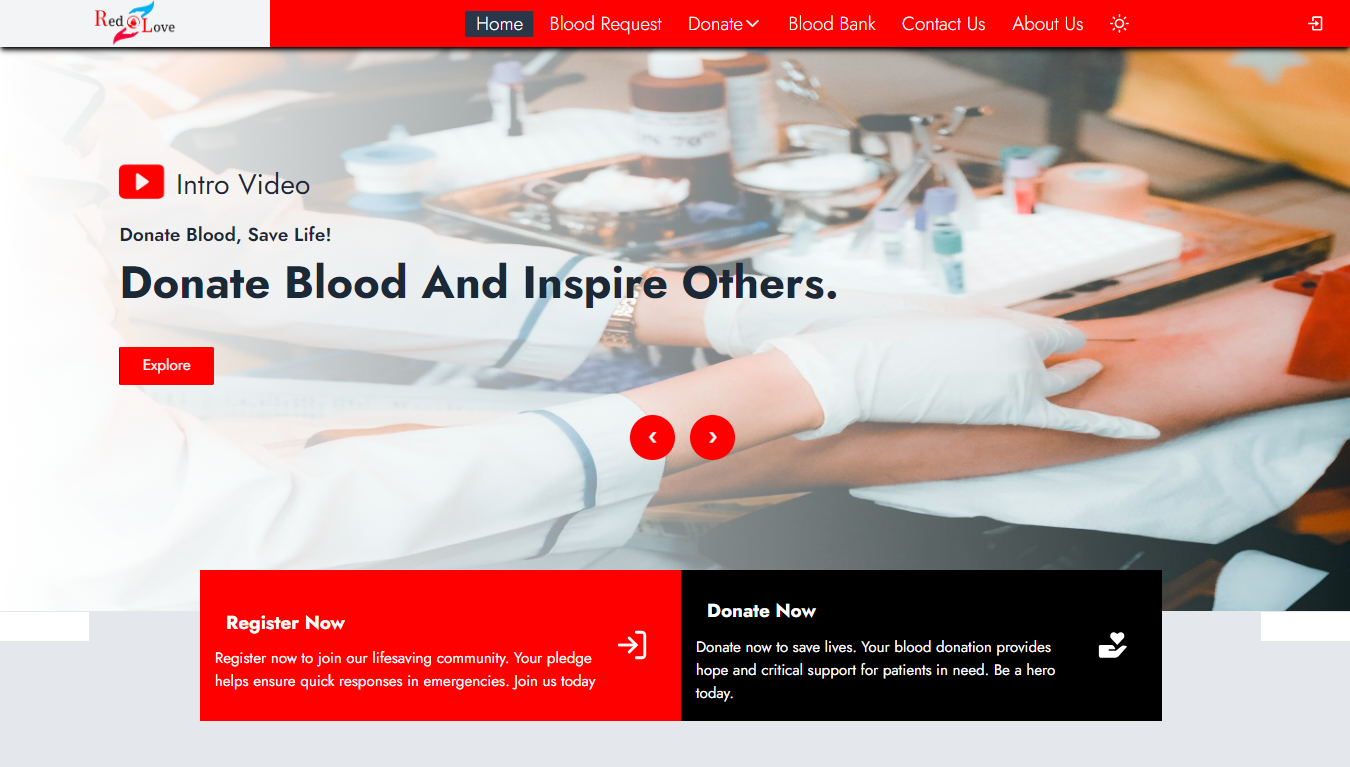 Red Love
Home Blood Request Donate Blood Bank Contact Us About Us
Intro Video
Donate Blood, Save Life!
Donate Blood And Inspire Others.
Explore
Register Now
Register now to join our lifesaving community. Your pledge
helps ensure quick responses in emergencies. Join us today
Donate Now
Donate now to save lives. Your blood donation provides
hope and critical support for patients in need. Be a hero
today.